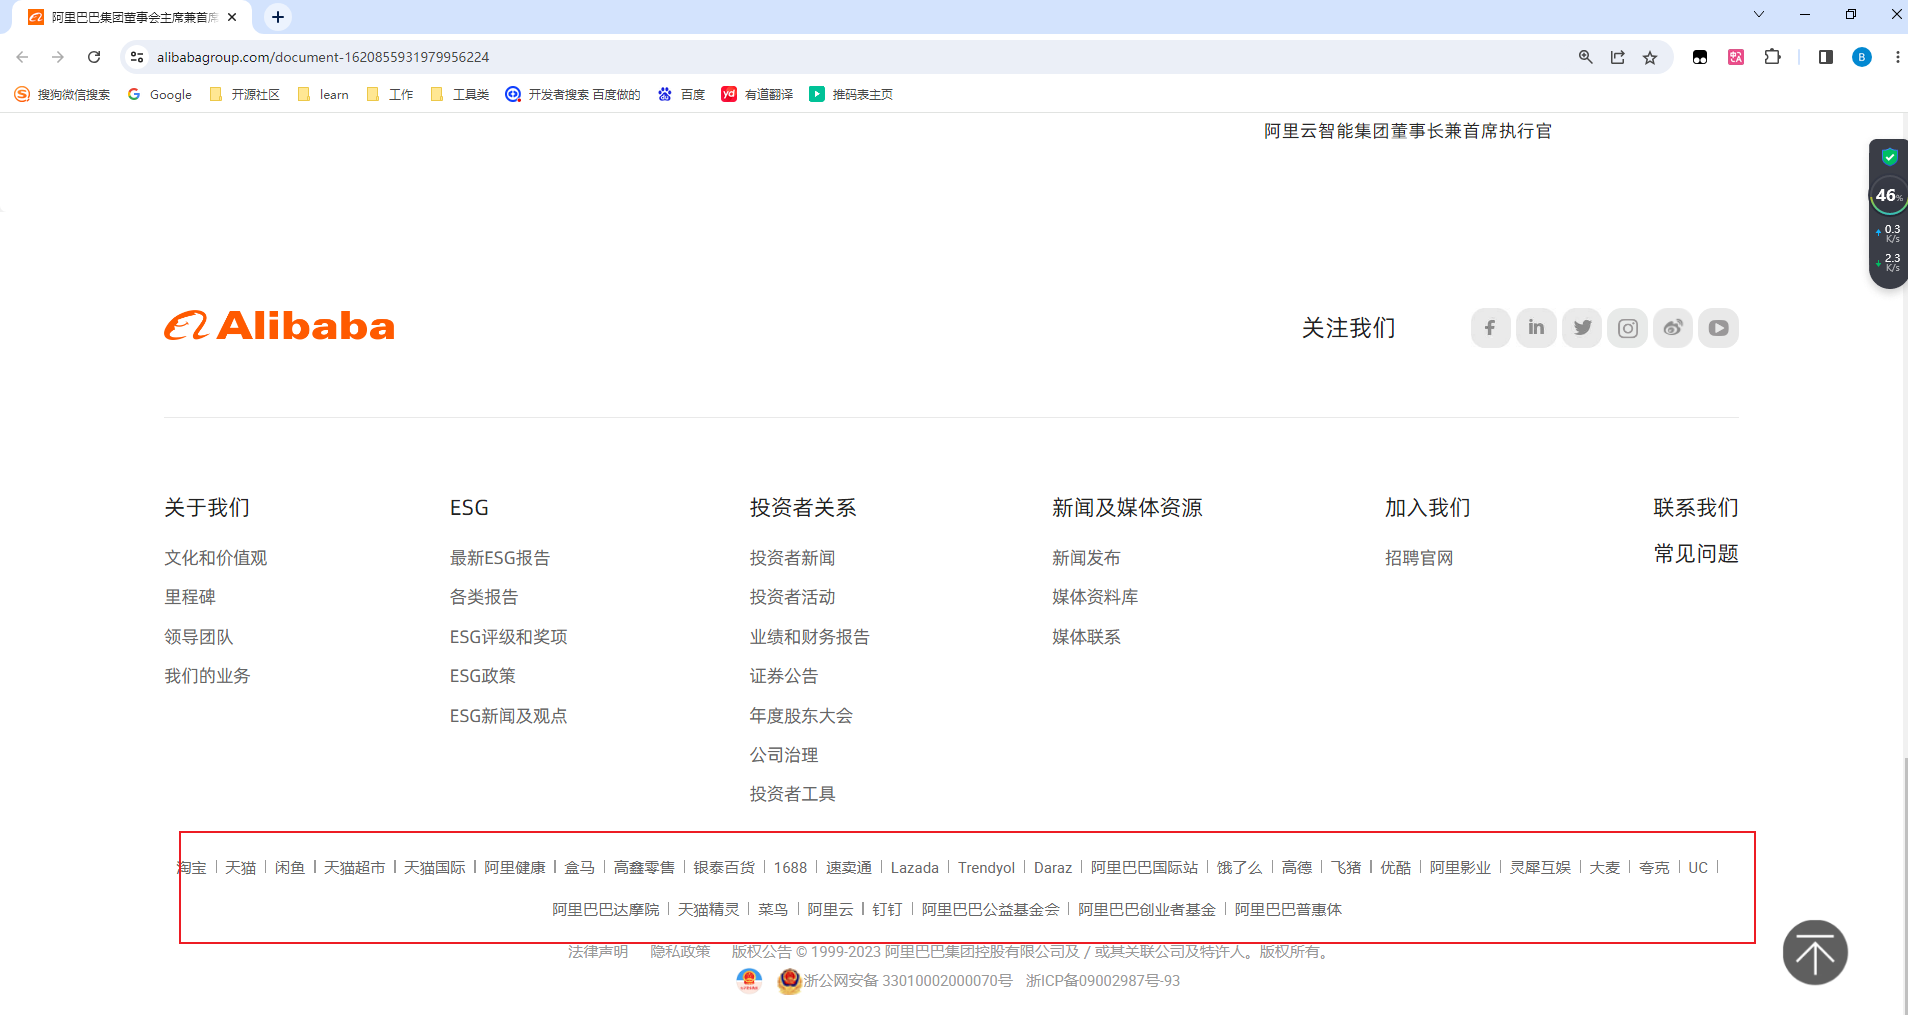 阿里巴巴集团董事会主席兼首席
alibabagroup.com/document-1620855931979956224
B
搜狗微信搜索 Google 开源社区 learn 工作 工具类 开发者搜索 百度做的 百度 yd 有道翻译 推码表主页
阿里云智能集团董事长兼首席执行官
46%
0.3
K/s
2.3
K/s
Alibaba 关注我们
关于我们 ESG 投资者关系 新闻及媒体资源 加入我们 联系我们
文化和价值观 最新ESG报告 投资者新闻 新闻发布 招聘官网 常见问题
里程碑 各类报告 投资者活动 媒体资料库
领导团队 ESG评级和奖项 业绩和财务报告 媒体联系
我们的业务 ESG政策 证券公告
ESG新闻及观点 年度股东大会
公司治理
投资者工具
淘宝 | 天猫 | 闲鱼 | 天猫超市 | 天猫国际 | 阿里健康 | 盒马 | 高鑫零售 | 银泰百货 | 1688 | 速卖通 | Lazada | Trendyol | Daraz | 阿里巴巴国际站 | 饿了么 | 高德 | 飞猪 | 优酷 | 阿里影业 | 灵犀互娱 | 大麦 | 夸克 | UC |
阿里巴巴达摩院 | 天猫精灵 | 菜鸟 | 阿里云 | 钉钉 | 阿里巴巴公益基金会 | 阿里巴巴创业者基金 | 阿里巴巴普惠体
法律声明 隐私政策 版权公告 © 1999-2023 阿里巴巴集团控股有限公司及 / 或其关联公司及特许人。版权所有。
浙公网安备 33010002000070号 浙ICP备09002987号-93